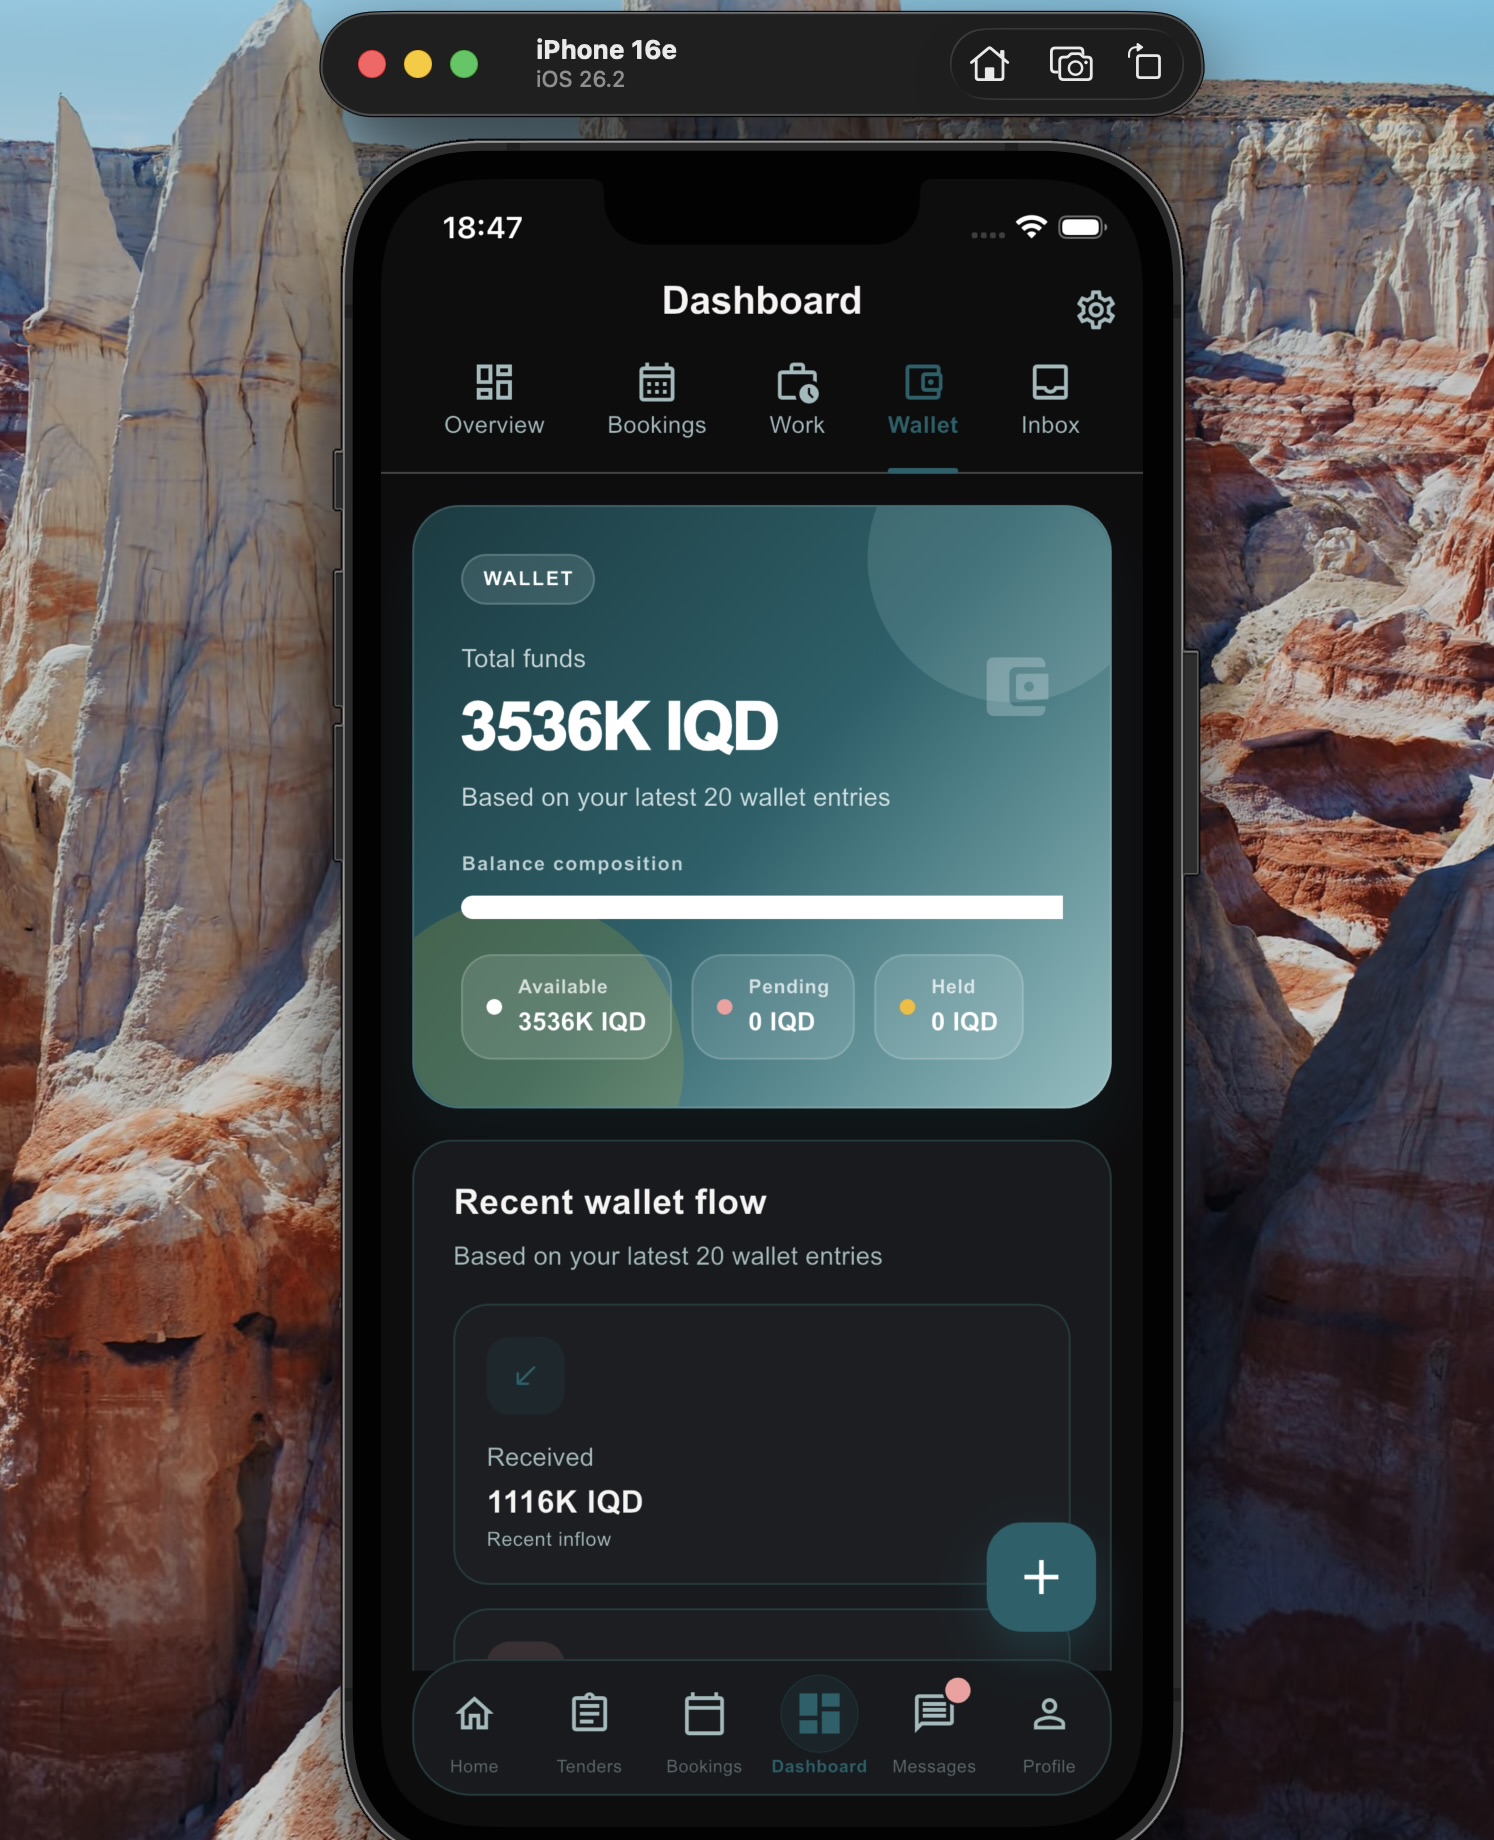 iPhone 16e
iOS 26.2
18:47
Dashboard
Overview
Bookings
Work
Wallet
Inbox
WALLET
Total funds
3536K IQD
Based on your latest 20 wallet entries
Balance composition
Available
3536K IQD
Pending
0 IQD
Held
0 IQD
Recent wallet flow
Based on your latest 20 wallet entries
Received
1116K IQD
Recent inflow
Home
Tenders
Bookings
Dashboard
Messages
Profile